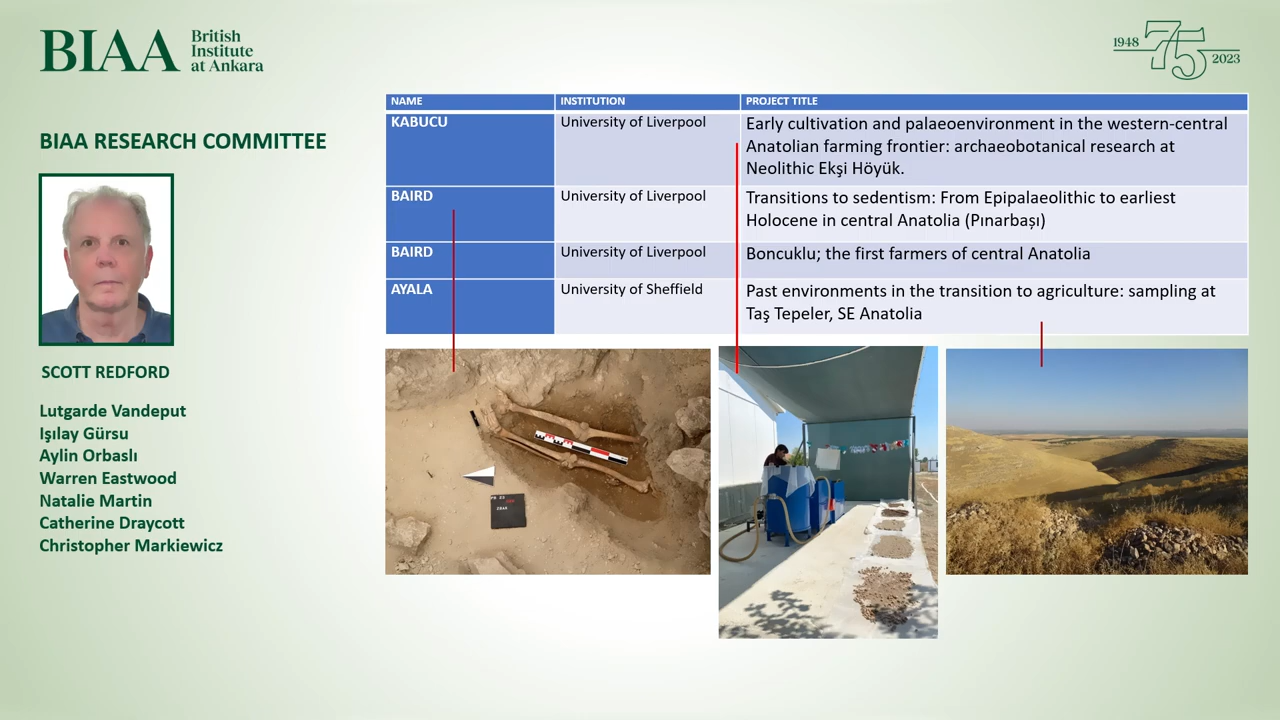 BIAA
British
Institute
at Ankara
1948 75 2023
BIAA RESEARCH COMMITTEE
SCOTT REDFORD
Lutgarde Vandeput
Işılay Gürsu
Aylin Orbaslı
Warren Eastwood
Natalie Martin
Catherine Draycott
Christopher Markiewicz
NAME INSTITUTION PROJECT TITLE
KABUCU University of Liverpool Early cultivation and palaeoenvironment in the western-central
Anatolian farming frontier: archaeobotanical research at
Neolithic Ekşi Höyük.
BAIRD University of Liverpool Transitions to sedentism: From Epipalaeolithic to earliest
Holocene in central Anatolia (Pınarbaşı)
BAIRD University of Liverpool Boncuklu; the first farmers of central Anatolia
AYALA University of Sheffield Past environments in the transition to agriculture: sampling at
Taş Tepeler, SE Anatolia